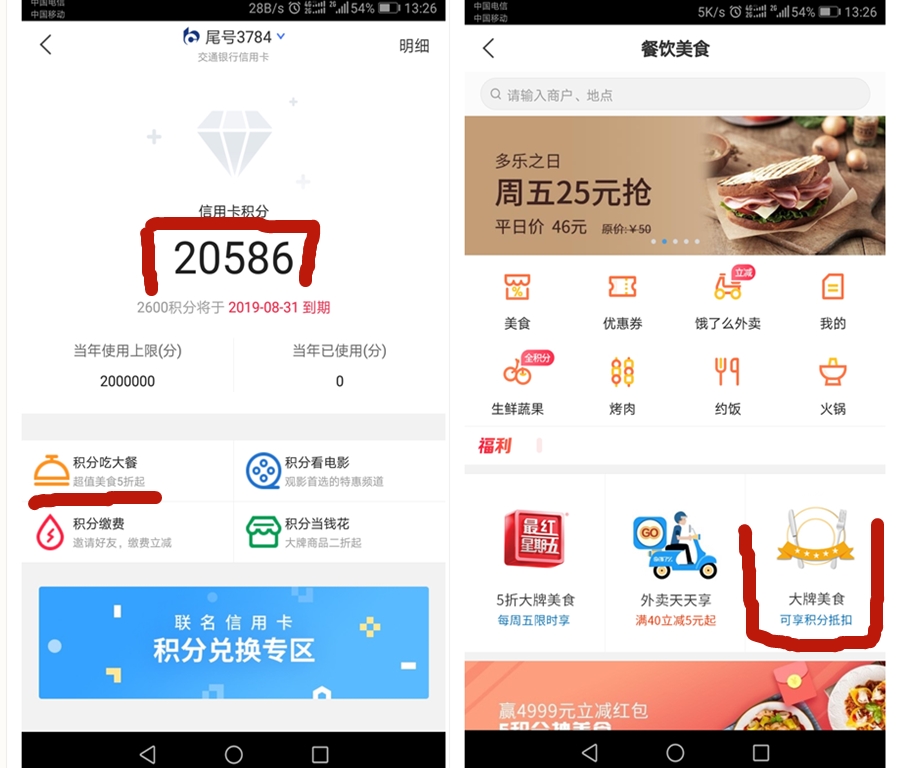 中国电信
中国移动
28B/s
54%
13:26
尾号3784
明细
交通银行信用卡
信用卡积分
20586
2600积分将于 2019-08-31 到期
当年使用上限(分)
当年已使用(分)
2000000
0
积分吃大餐
超值美食5折起
积分看电影
观影首选的特惠频道
积分缴费
邀请好友，缴费立减
积分当钱花
大牌商品二折起
联名信用卡
积分兑换专区
中国电信
中国移动
5K/s
54%
13:26
餐饮美食
请输入商户、地点
多乐之日
周五25元抢
平日价 46元 原价:¥50
立减
美食
优惠券
饿了么外卖
我的
全积分
生鲜蔬果
烤肉
约饭
火锅
福利
最红
星期五
GO
5折大牌美食
每周五限时享
外卖天天享
满40立减5元起
大牌美食
可享积分抵扣
赢4999元立减红包
5积分抽美食